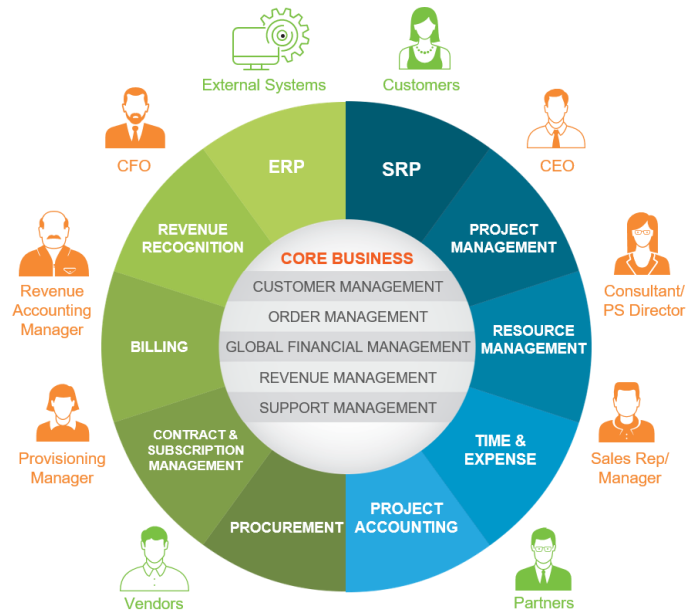 External Systems
Customers
CFO
CEO
ERP
SRP
REVENUE
RECOGNITION
PROJECT
MANAGEMENT
CORE BUSINESS
CUSTOMER MANAGEMENT
ORDER MANAGEMENT
GLOBAL FINANCIAL MANAGEMENT
REVENUE MANAGEMENT
SUPPORT MANAGEMENT
Revenue
Accounting
Manager
Consultant/
PS Director
BILLING
RESOURCE
MANAGEMENT
CONTRACT &
SUBSCRIPTION
MANAGEMENT
TIME &
EXPENSE
Provisioning
Manager
Sales Rep/
Manager
PROCUREMENT
PROJECT
ACCOUNTING
Vendors
Partners